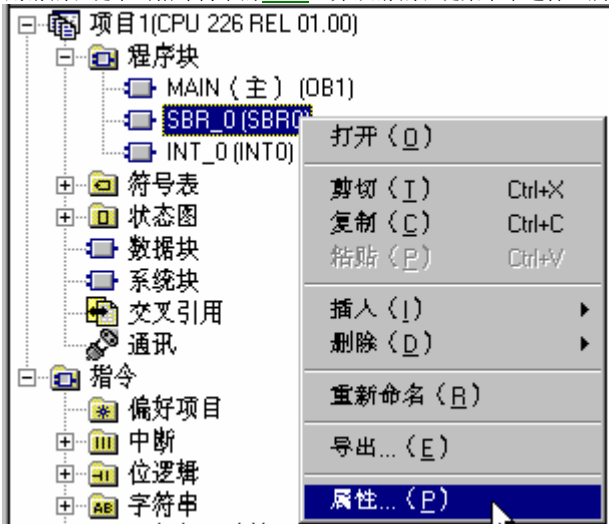 项目1(CPU 226 REL 01.00)
程序块
MAIN（主）(OB1)
SBR_0 (SBR0)
INT_0 (INT0)
符号表
状态图
数据块
系统块
交叉引用
通讯
指令
偏好项目
中断
位逻辑
字符串
打开（O）
剪切（T） Ctrl+X
复制（C） Ctrl+C
粘贴（P） Ctrl+V
插入（I）
删除（D）
重新命名（R）
导出...（E）
属性...（P）